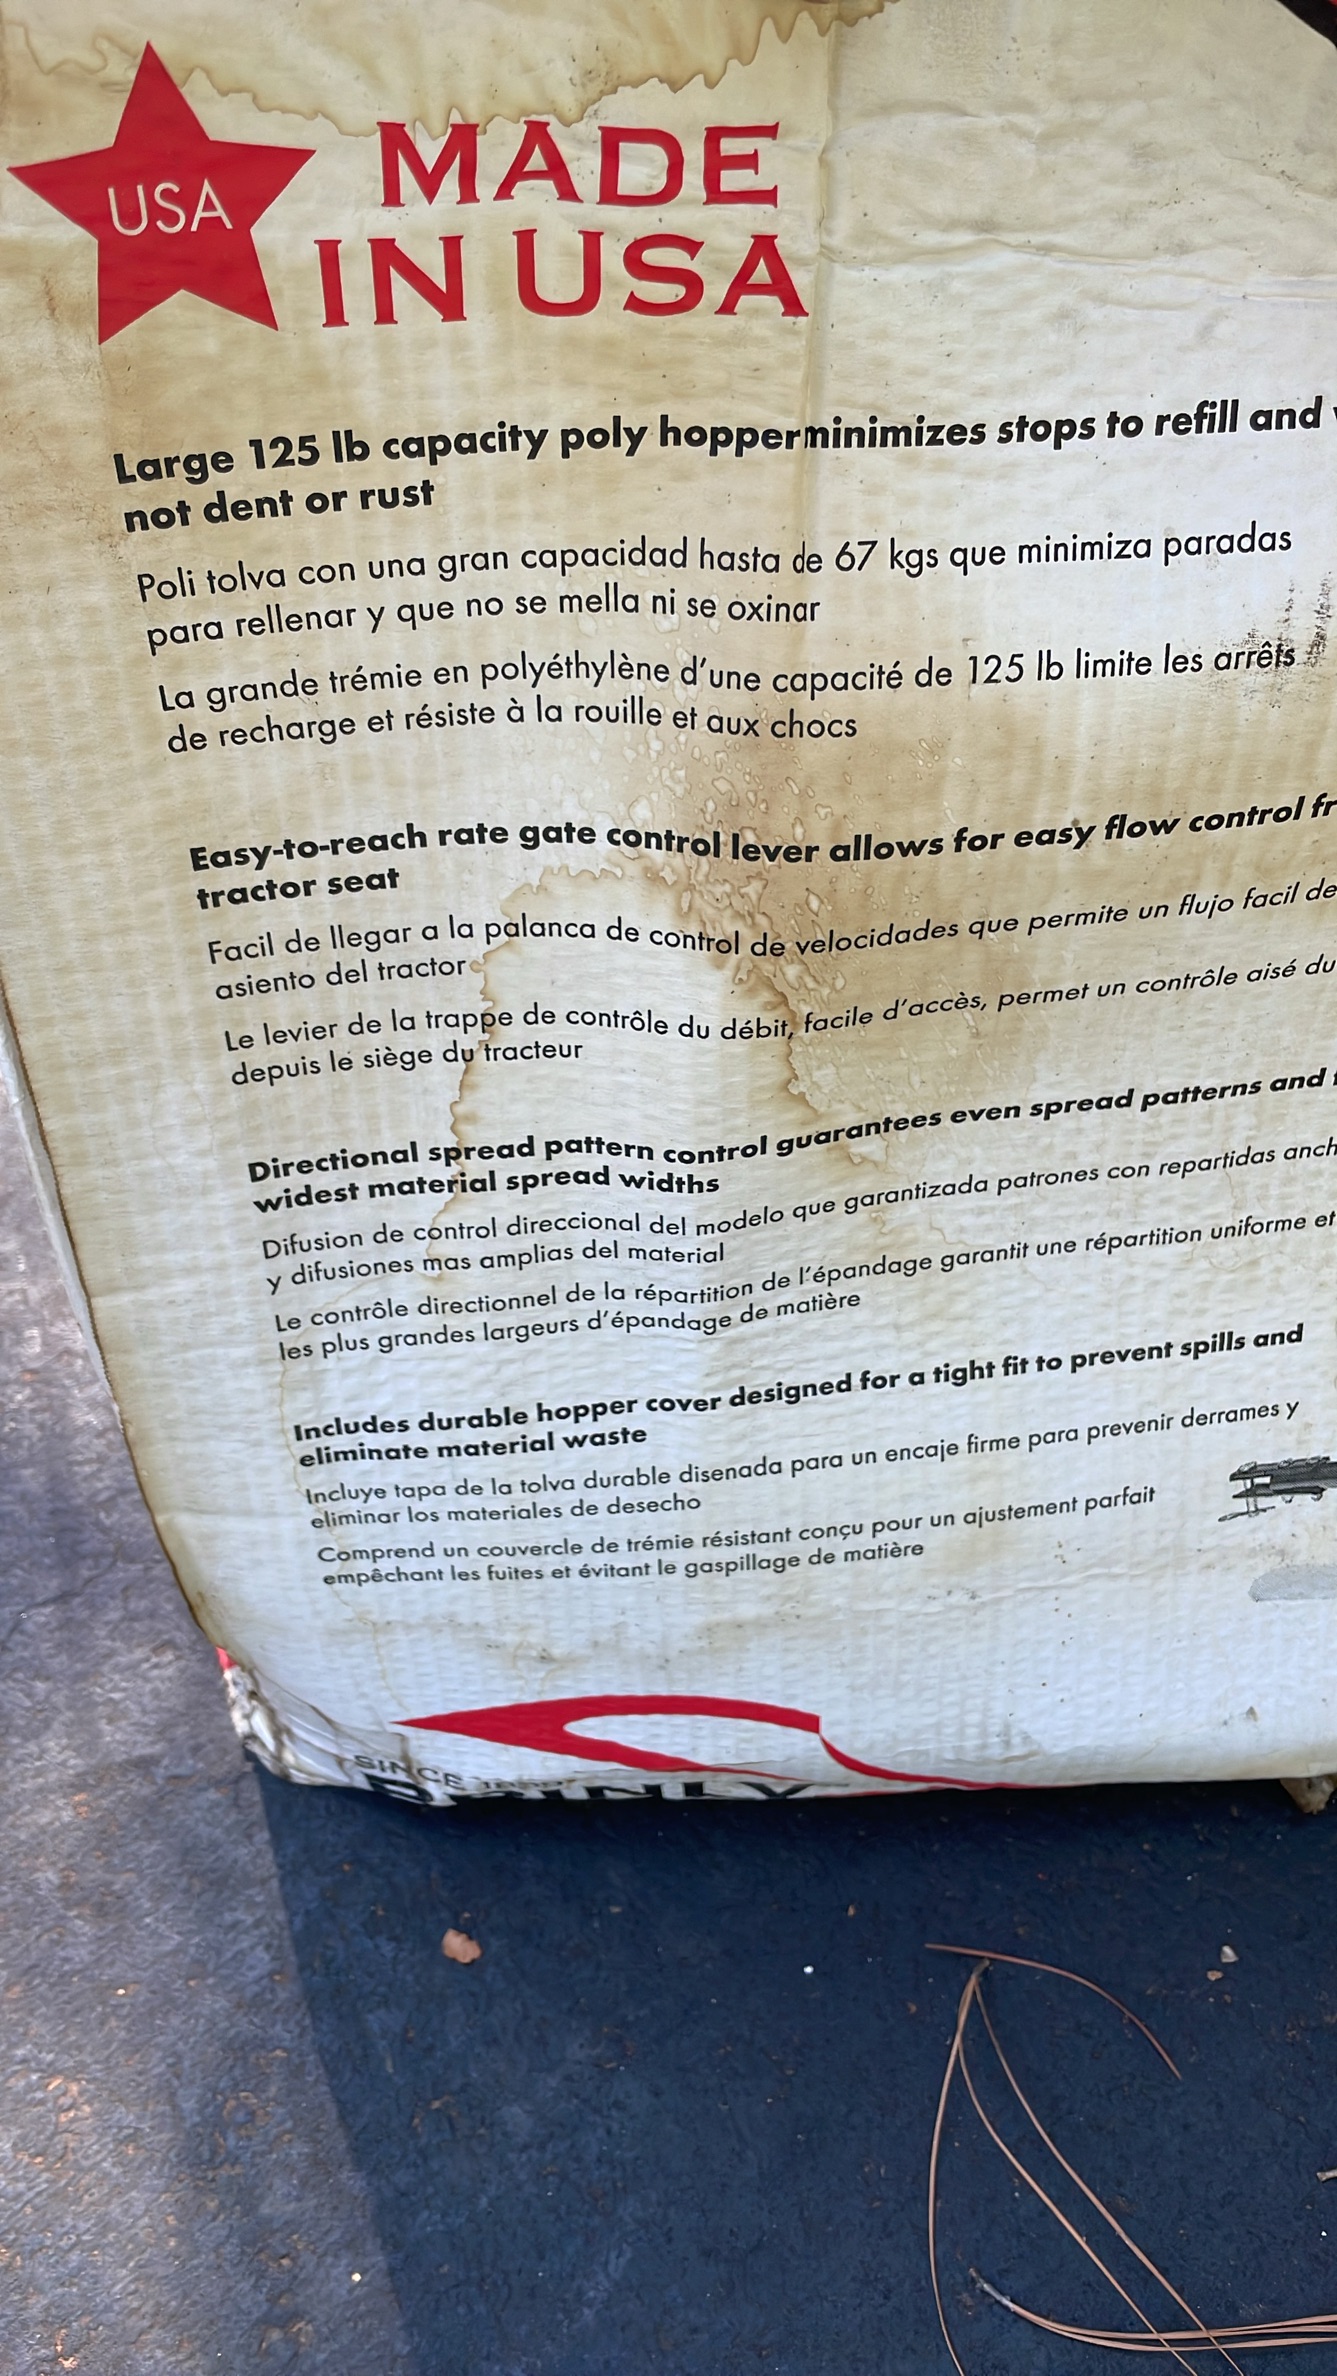 USA
MADE
IN USA
Large 125 lb capacity poly hopper minimizes stops to refill and
not dent or rust
Poli tolva con una gran capacidad hasta de 67 kgs que minimiza paradas
para rellenar y que no se mella ni se oxinar
La grande trémie en polyéthylène d'une capacité de 125 lb limite les arrêts
de recharge et résiste à la rouille et aux chocs
Easy-to-reach rate gate control lever allows for easy flow control fr
tractor seat
Facil de llegar a la palanca de control de velocidades que permite un flujo facil de
asiento del tractor
Le levier de la trappe de contrôle du débit, facile d'accès, permet un contrôle aisé du
depuis le siège du tracteur
Directional spread pattern control guarantees even spread patterns and
widest material spread widths
Difusion de control direccional del modelo que garantizada patrones con repartidas anch
y difusiones mas amplias del material
Le contrôle directionnel de la répartition de l'épandage garantit une répartition uniforme et
les plus grandes largeurs d'épandage de matière
Includes durable hopper cover designed for a tight fit to prevent spills and
eliminate material waste
Incluye tapa de la tolva durable disenada para un encaje firme para prevenir derrames y
eliminar los materiales de desecho
Comprend un couvercle de trémie résistant conçu pour un ajustement parfait
empêchant les fuites et évitant le gaspillage de matière
SINCE
BRINLY